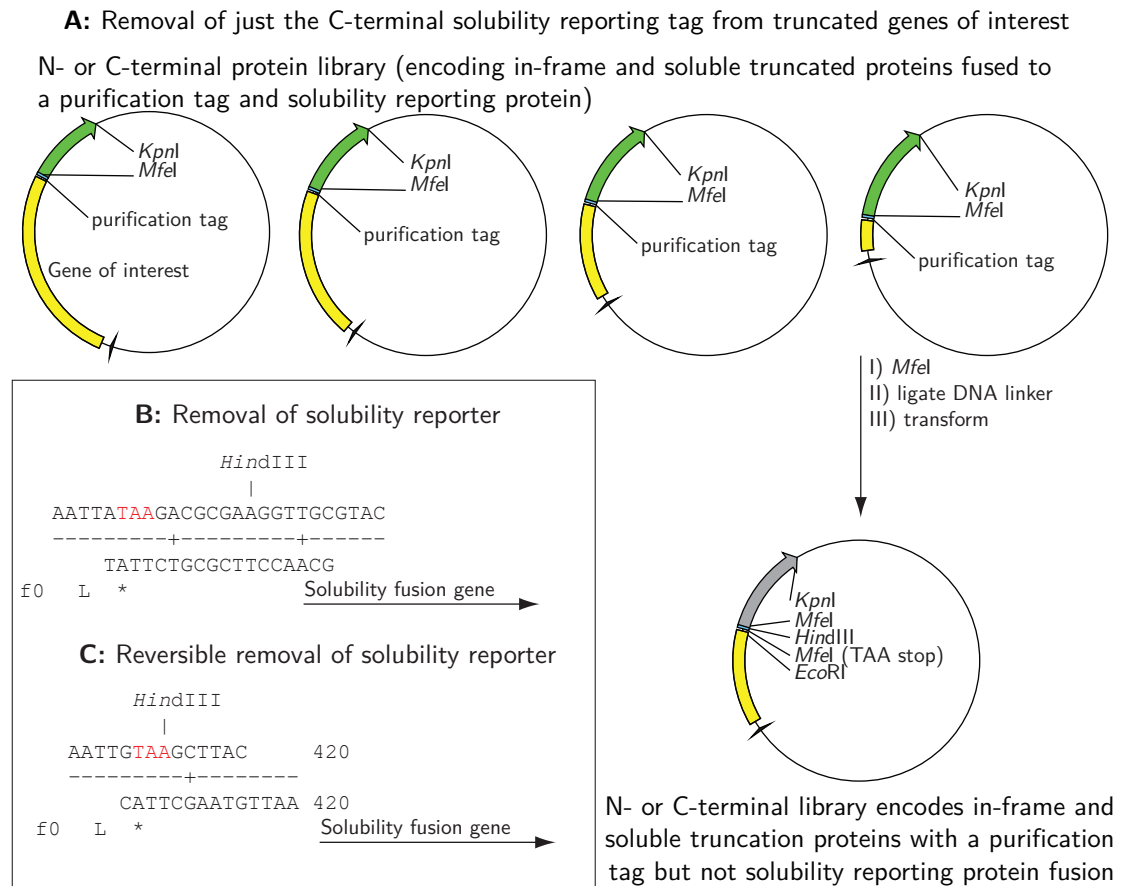 A: Removal of just the C-terminal solubility reporting tag from truncated genes of interest
N- or C-terminal protein library (encoding in-frame and soluble truncated proteins fused to
a purification tag and solubility reporting protein)
KpnI
MfeI
purification tag
Gene of interest
KpnI
MfeI
purification tag
KpnI
MfeI
purification tag
KpnI
MfeI
purification tag
I) MfeI
II) ligate DNA linker
III) transform
B: Removal of solubility reporter
HindIII
|
AATTATAAGACGCGAAGGTTGCGTAC
---------+---------+------
TATTCTGCGCTTCCAACG
f0 L *
Solubility fusion gene
C: Reversible removal of solubility reporter
HindIII
|
AATTGTAAGCTTAC 420
---------+--------
CATTCGAATGTTAA 420
f0 L *
Solubility fusion gene
KpnI
MfeI
HindIII
MfeI (TAA stop)
EcoRI
N- or C-terminal library encodes in-frame and
soluble truncation proteins with a purification
tag but not solubility reporting protein fusion